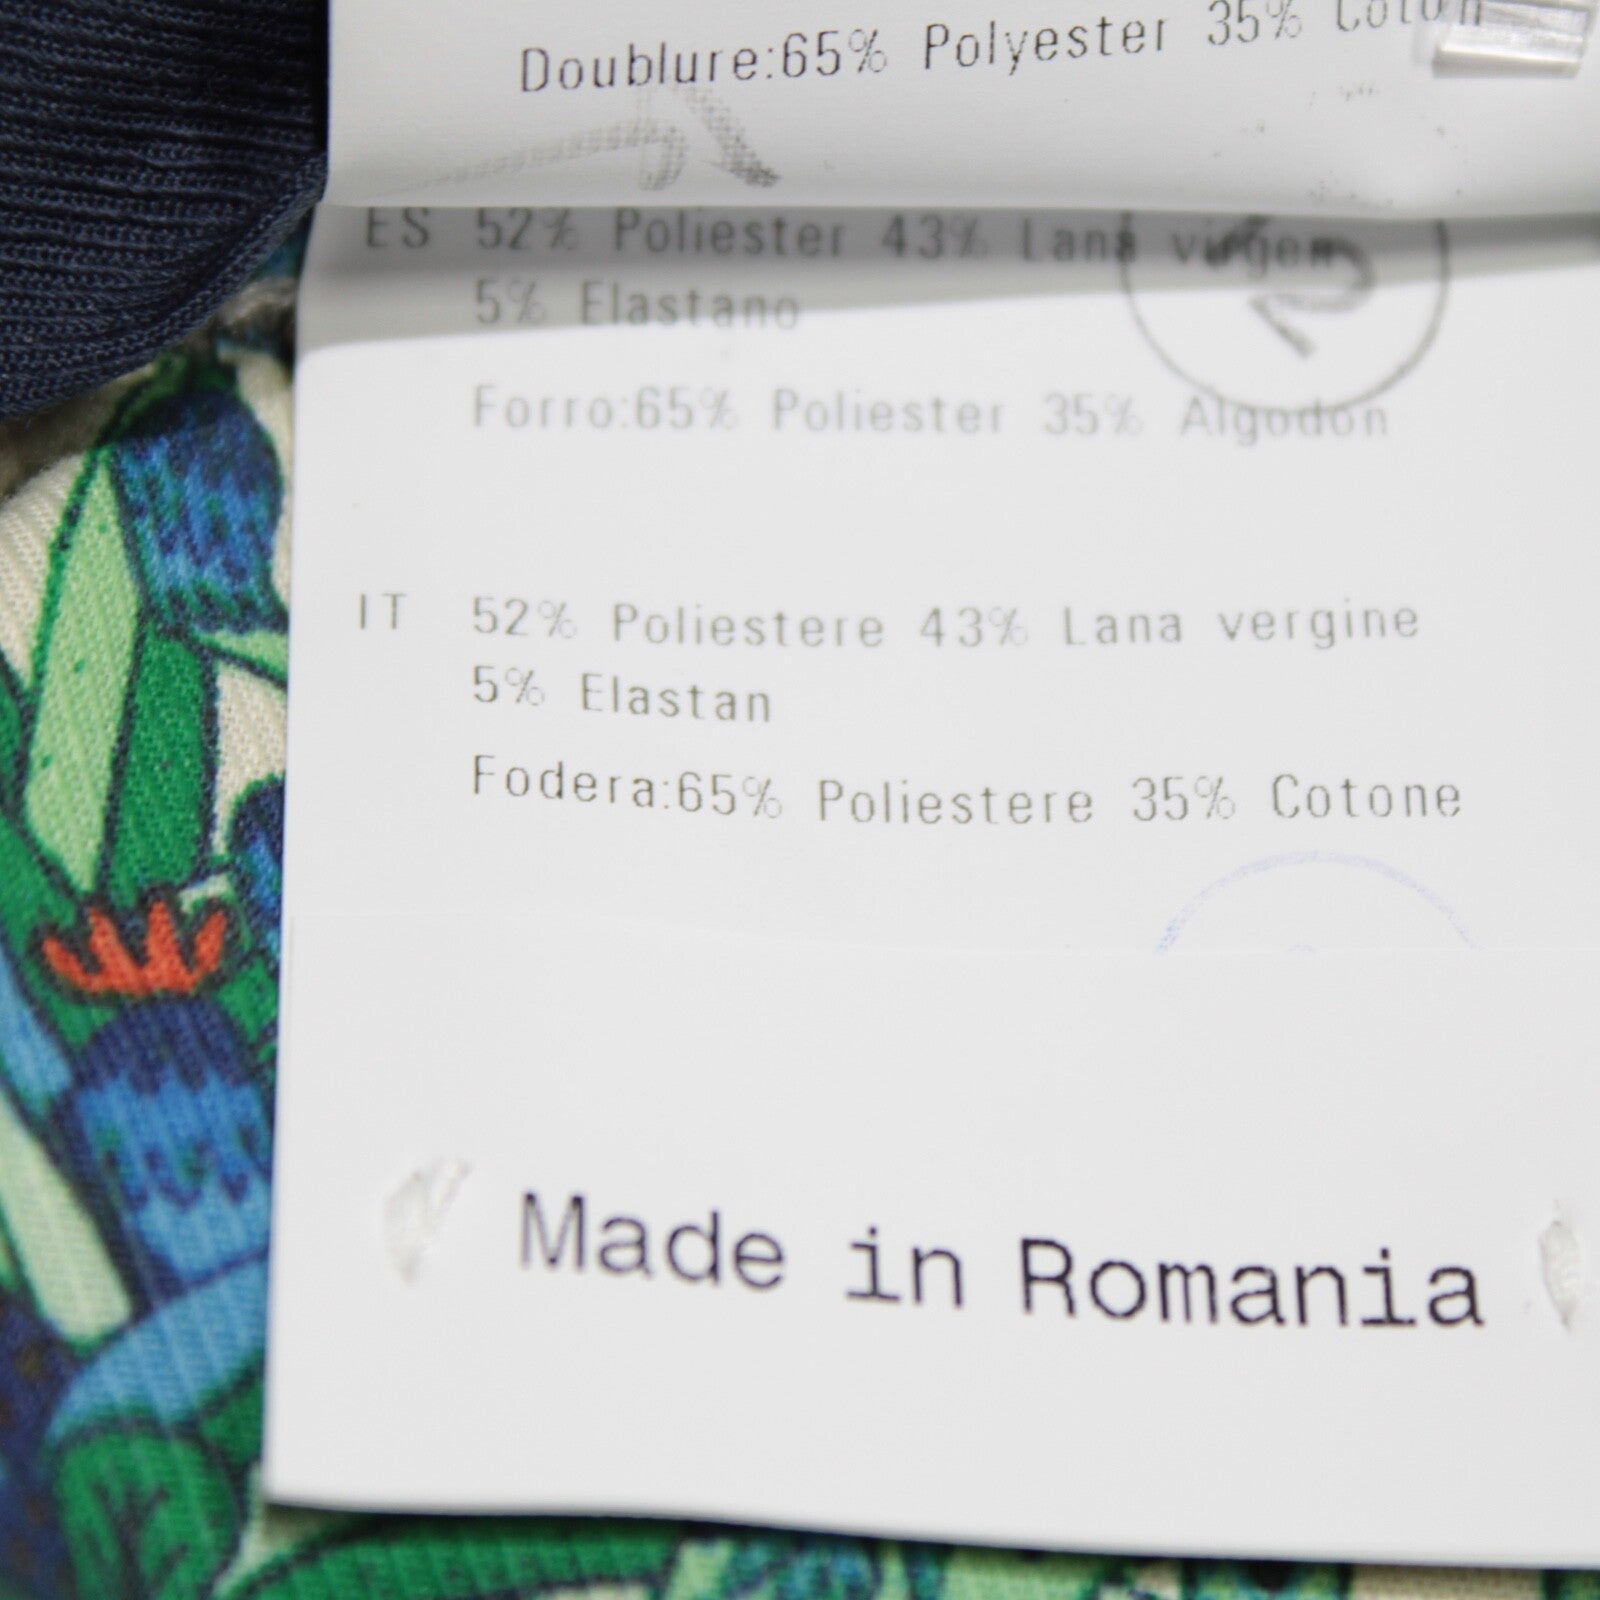 Doublure:65% Polyester 35% Coton
ES 52% Poliester 43% Lana virgen
5% Elastano
Forro:65% Poliester 35% Algodón
IT 52% Poliestere 43% Lana vergine
5% Elastan
Fodera:65% Poliestere 35% Cotone
Made in Romania